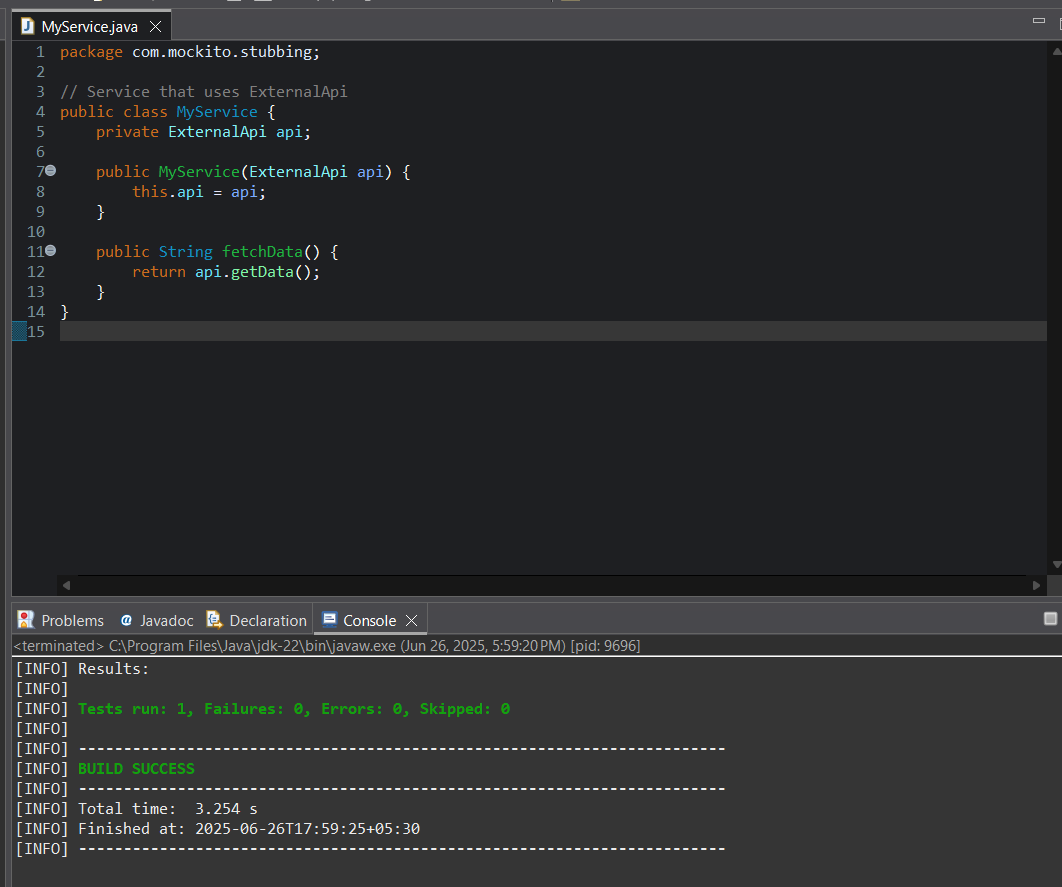 MyService.java
1 package com.mockito.stubbing;
2
3 // Service that uses ExternalApi
4 public class MyService {
5     private ExternalApi api;
6
7     public MyService(ExternalApi api) {
8         this.api = api;
9     }
10
11     public String fetchData() {
12         return api.getData();
13     }
14 }
15
Problems @ Javadoc Declaration Console
<terminated> C:\Program Files\Java\jdk-22\bin\javaw.exe (Jun 26, 2025, 5:59:20 PM) [pid: 9696]
[INFO] Results:
[INFO]
[INFO] Tests run: 1, Failures: 0, Errors: 0, Skipped: 0
[INFO]
[INFO] ------------------------------------------------------------------------
[INFO] BUILD SUCCESS
[INFO] ------------------------------------------------------------------------
[INFO] Total time:  3.254 s
[INFO] Finished at: 2025-06-26T17:59:25+05:30
[INFO] ------------------------------------------------------------------------